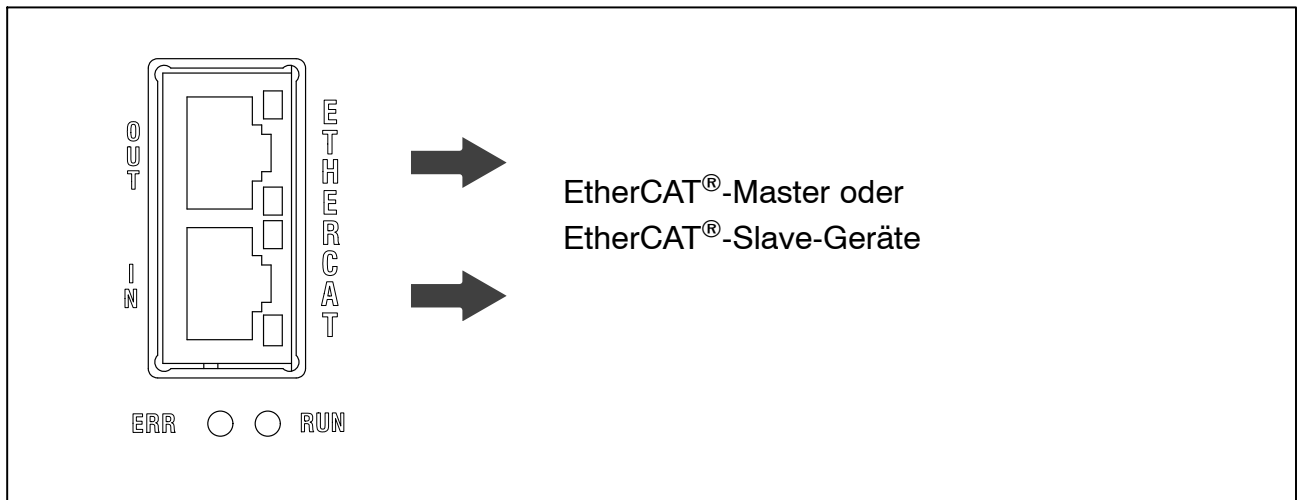 OUT
IN
ETHERCAT
EtherCAT®-Master oder
EtherCAT®-Slave-Geräte
ERR
RUN